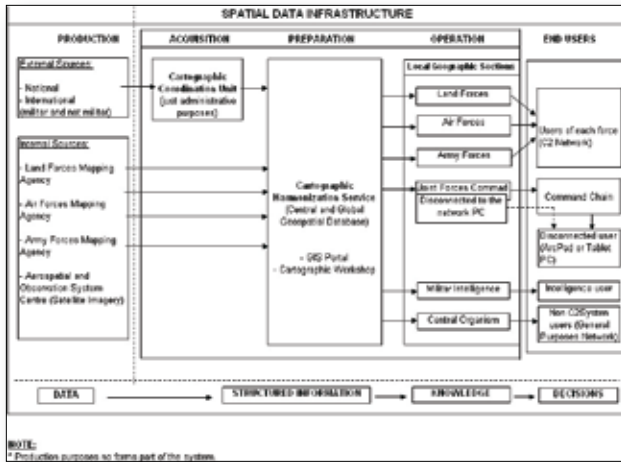 SPATIAL DATA INFRASTRUCTURE
PRODUCTION
ACQUISITION
PREPARATION
OPERATION
END USERS
External Sources:
- National
- International
(militar and not militar)
Internal Sources:
- Land Forces Mapping
Agency
- Air Forces Mapping
Agency
- Army Forces Mapping
Agency
- Aerospatial and
Observation System
Centre (Satellite Imagery)
Cartographic
Coordination Unit
(just administrative
purposes)
Cartographic
Harmonization Service
(Central and Global
Geospatial Database)
- GIS Portal
- Cartographic Workshop
Local Geographic Sections
Land Forces
Air Forces
Army Forces
Joint Forces Commad
Disconnected to the
network PC
Militar Intelligence
Central Organism
Users of each force
(C2 Network)
Command Chain
Disconnected user
(ArcPad or Tablet
PC)
Intelligence user
Non C2System
users (General
Purposes Network)
DATA
STRUCTURED INFORMATION
KNOWLEDGE
DECISIONS
NOTE:
* Production purposes no forms part of the system.